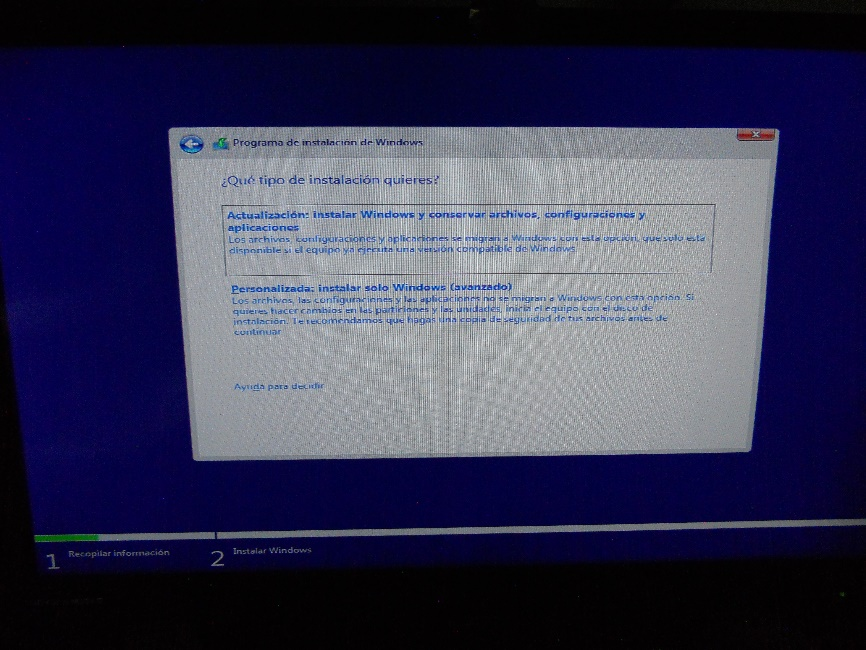 Programa de instalación de Windows
¿Qué tipo de instalación quieres?
Actualización: instalar Windows y conservar archivos, configuraciones y
aplicaciones
Los archivos, configuraciones y aplicaciones se migran a Windows con esta opción, que solo está
disponible si el equipo ya ejecuta una versión compatible de Windows.
Personalizada: instalar solo Windows (avanzado)
Los archivos, las configuraciones y las aplicaciones no se migran a Windows con esta opción. Si
quieres hacer cambios en las particiones y las unidades, inicia el equipo con el disco de
instalación. Te recomendamos que hagas una copia de seguridad de tus archivos antes de
continuar.
Ayuda para decidir
1 Recopilar información
2 Instalar Windows